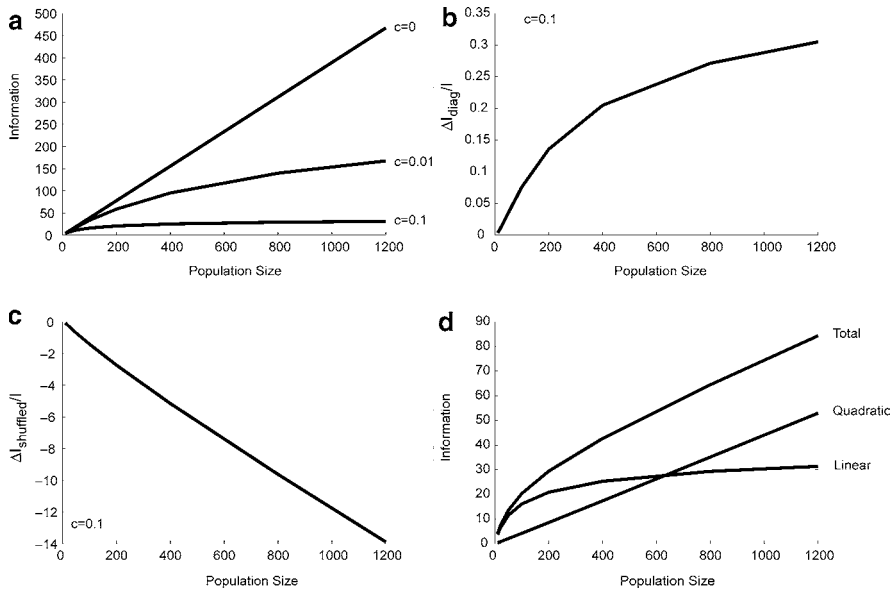 a
500
450
400
350
300
250
200
150
100
50
0
Information
0 200 400 600 800 1000 1200
Population Size
c=0
c=0.01
c=0.1
b
c=0.1
0.35
0.3
0.25
0.2
0.15
0.1
0.05
0
ΔI_diag/I
0 200 400 600 800 1000 1200
Population Size
c
0
−2
−4
−6
−8
−10
−12
−14
ΔI_shuffled/I
c=0.1
0 200 400 600 800 1000 1200
Population Size
d
90
80
70
60
50
40
30
20
10
0
Information
0 200 400 600 800 1000 1200
Population Size
Total
Quadratic
Linear